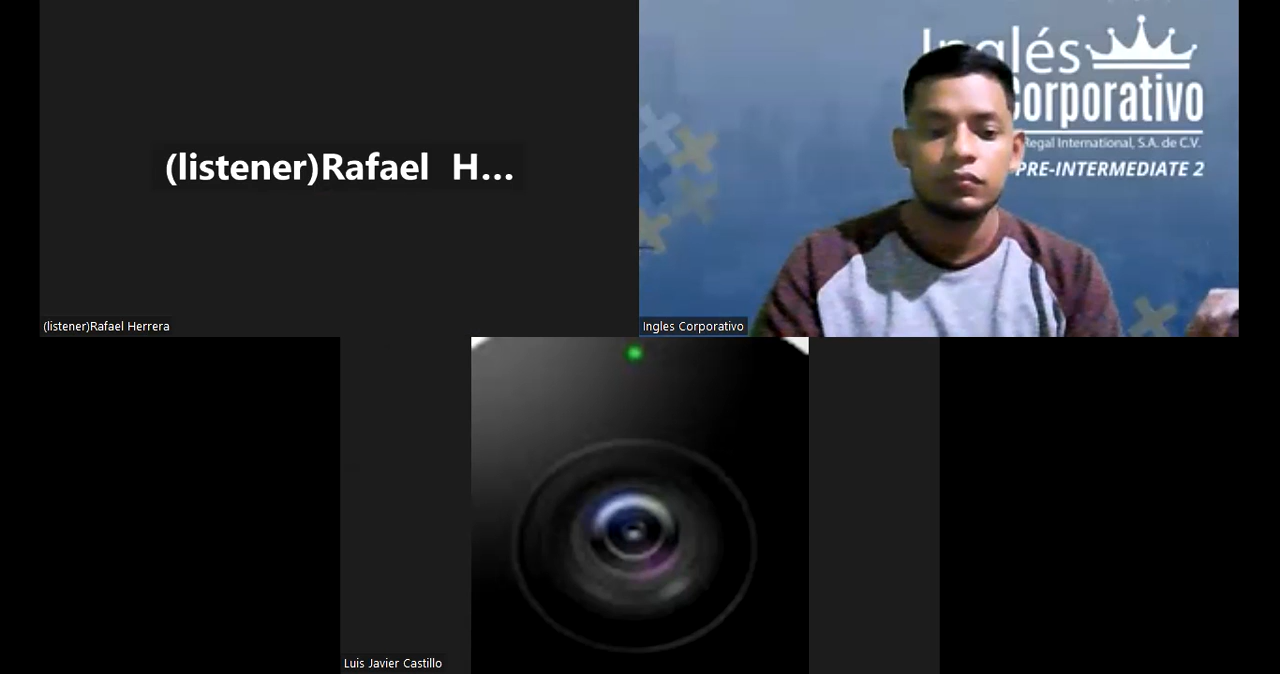 (listener)Rafael H...
(listener)Rafael Herrera
Inglés
Corporativo
Regal International, S.A. de C.V.
PRE-INTERMEDIATE 2
Ingles Corporativo
Luis Javier Castillo